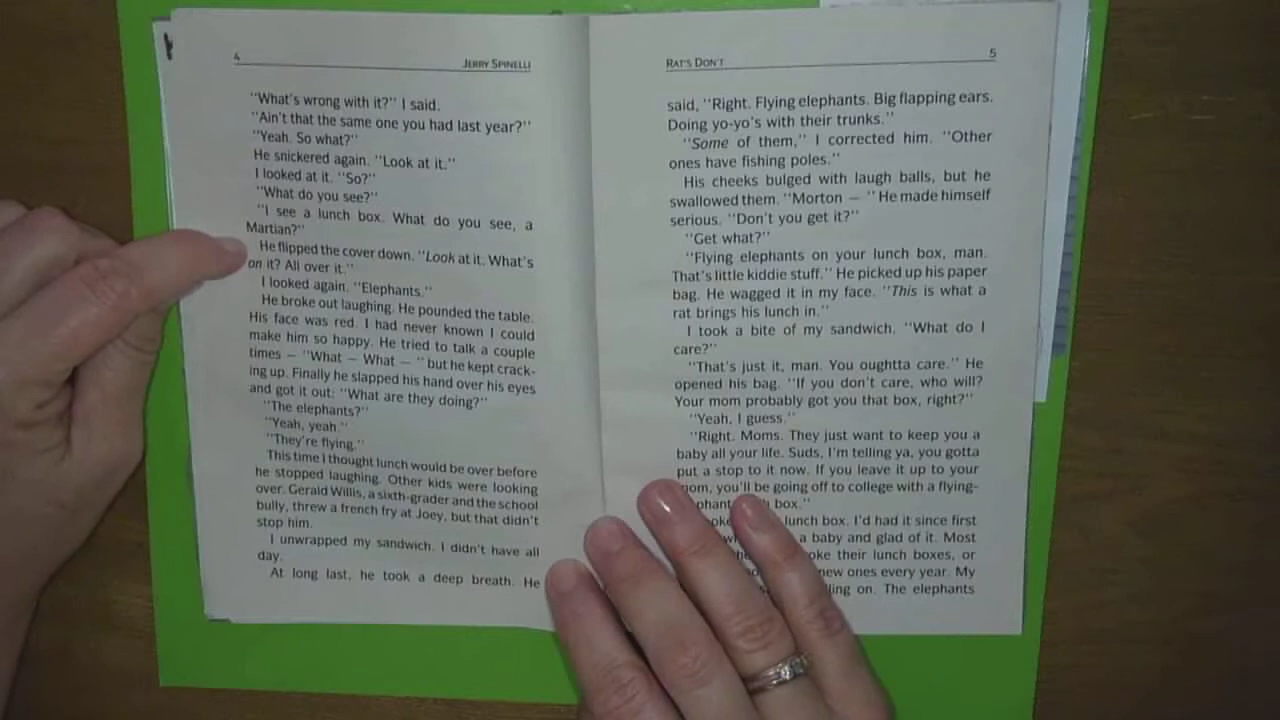 4
JERRY SPINELLI
"What's wrong with it?" I said.
"Ain't that the same one you had last year?"
"Yeah. So what?"
He snickered again. "Look at it."
I looked at it. "So?"
"What do you see?"
"I see a lunch box. What do you see, a
Martian?"
He flipped the cover down. "Look at it. What's
on it? All over it."
I looked again. "Elephants."
He broke out laughing. He pounded the table.
His face was red. I had never known I could
make him so happy. He tried to talk a couple
times — "What — What — " but he kept crack-
ing up. Finally he slapped his hand over his eyes
and got it out: "What are they doing?"
"The elephants?"
"Yeah, yeah."
"They're flying."
This time I thought lunch would be over before
he stopped laughing. Other kids were looking
over. Gerald Willis, a sixth-grader and the school
bully, threw a french fry at Joey, but that didn't
stop him.
I unwrapped my sandwich. I didn't have all
day.
At long last, he took a deep breath. He
RAT'S DON'T
5
said, "Right. Flying elephants. Big flapping ears.
Doing yo-yo's with their trunks."
"Some of them," I corrected him. "Other
ones have fishing poles."
His cheeks bulged with laugh balls, but he
swallowed them. "Morton — " He made himself
serious. "Don't you get it?"
"Get what?"
"Flying elephants on your lunch box, man.
That's little kiddie stuff." He picked up his paper
bag. He wagged it in my face. "This is what a
rat brings his lunch in."
I took a bite of my sandwich. "What do I
care?"
"That's just it, man. You oughtta care." He
opened his bag. "If you don't care, who will?
Your mom probably got you that box, right?"
"Yeah, I guess."
"Right. Moms. They just want to keep you a
baby all your life. Suds, I'm telling ya, you gotta
put a stop to it now. If you leave it up to your
mom, you'll be going off to college with a flying-
box."
lunch box. I'd had it since first
a baby and glad of it. Most
their lunch boxes, or
new ones every year. My
on. The elephants